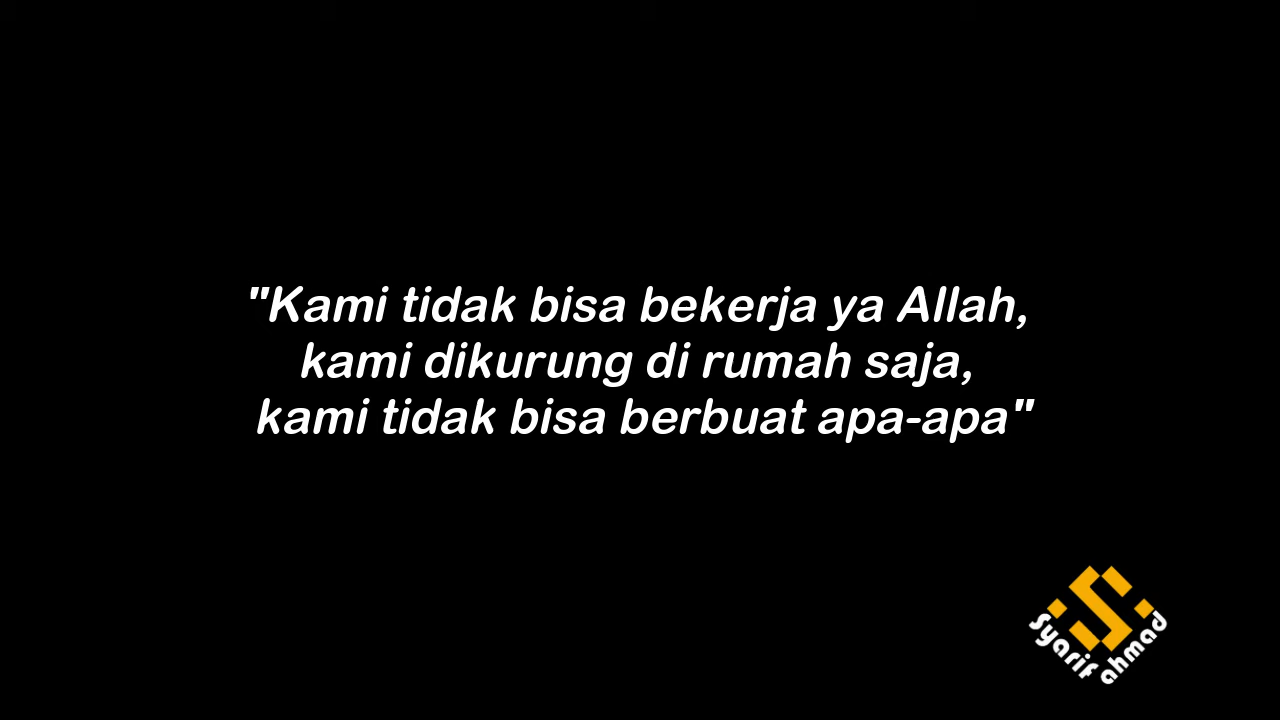 "Kami tidak bisa bekerja ya Allah,
kami dikurung di rumah saja,
kami tidak bisa berbuat apa-apa"
Syarif ahmad